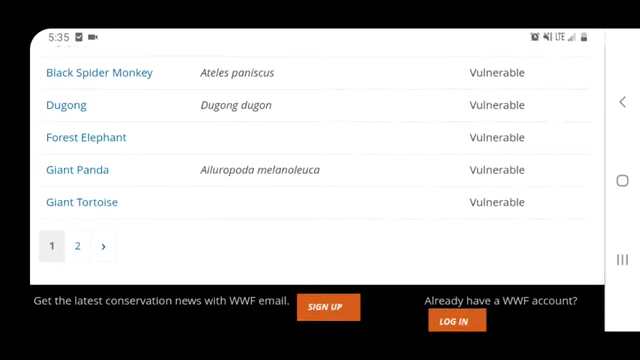 5:35 LTE
Black Spider Monkey Ateles paniscus Vulnerable
Dugong Dugong dugon Vulnerable
Forest Elephant Vulnerable
Giant Panda Ailuropoda melanoleuca Vulnerable
Giant Tortoise Vulnerable
1 2 ›
Get the latest conservation news with WWF email. SIGN UP
Already have a WWF account?
LOG IN